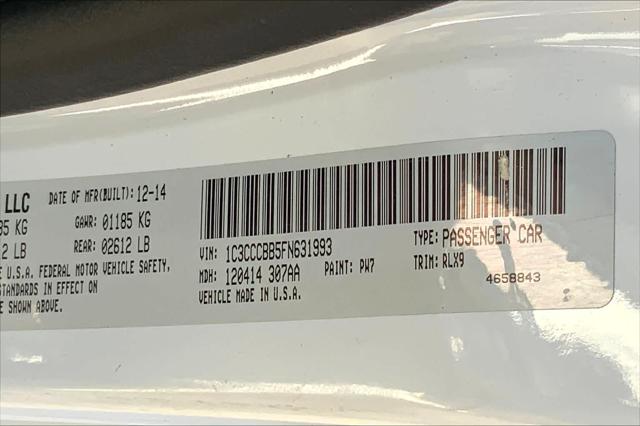 LLC DATE OF MFR(BUILT): 12-14
85 KG GAWR: 01185 KG
2 LB REAR: 02612 LB
U.S.A. FEDERAL MOTOR VEHICLE SAFETY,
STANDARDS IN EFFECT ON
SHOWN ABOVE.
VIN: 1C3CCCBB5FN631993 TYPE: PASSENGER CAR
MDH: 120414 307AA PAINT: PW7 TRIM: RLX9
VEHICLE MADE IN U.S.A. 4658843